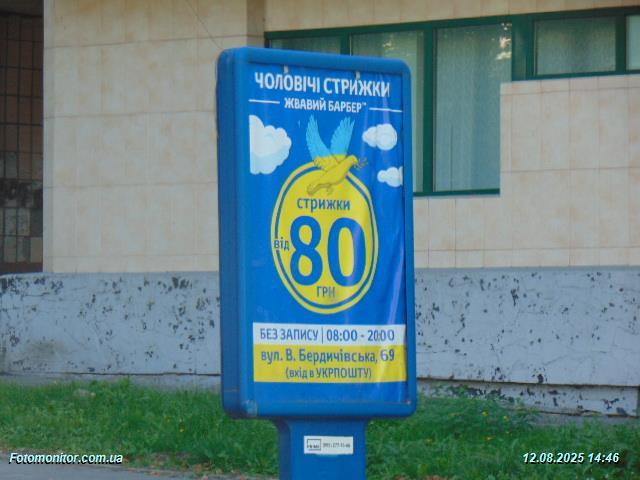 ЧОЛОВІЧІ СТРИЖКИ
ЖВАВИЙ БАРБЕР™
стрижки
від 80
ГРН
БЕЗ ЗАПИСУ | 08:00 - 20:00
вул. В. Бердичівська, 69
(вхід в УКРПОШТУ)
Fotomonitor.com.ua
12.08.2025 14:46